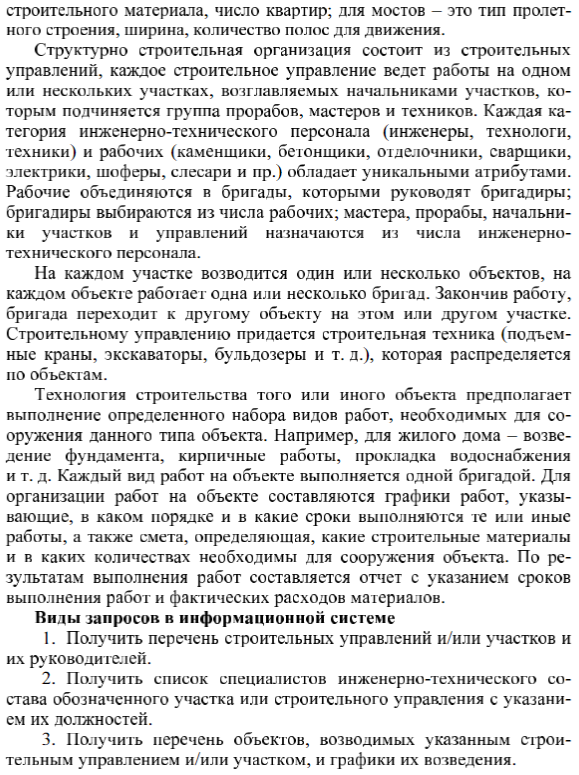 строительного материала, число квартир; для мостов – это тип пролет-
ного строения, ширина, количество полос для движения.
Структурно строительная организация состоит из строительных
управлений, каждое строительное управление ведет работы на одном
или нескольких участках, возглавляемых начальниками участков, ко-
торым подчиняется группа прорабов, мастеров и техников. Каждая ка-
тегория инженерно-технического персонала (инженеры, технологи,
техники) и рабочих (каменщики, бетонщики, отделочники, сварщики,
электрики, шоферы, слесари и пр.) обладает уникальными атрибутами.
Рабочие объединяются в бригады, которыми руководят бригадиры;
бригадиры выбираются из числа рабочих; мастера, прорабы, начальни-
ки участков и управлений назначаются из числа инженерно-
технического персонала.
На каждом участке возводится один или несколько объектов, на
каждом объекте работает одна или несколько бригад. Закончив работу,
бригада переходит к другому объекту на этом или другом участке.
Строительному управлению придается строительная техника (подъем-
ные краны, экскаваторы, бульдозеры и т. д.), которая распределяется
по объектам.
Технология строительства того или иного объекта предполагает
выполнение определенного набора видов работ, необходимых для со-
оружения данного типа объекта. Например, для жилого дома – возве-
дение фундамента, кирпичные работы, прокладка водоснабжения
и т. д. Каждый вид работ на объекте выполняется одной бригадой. Для
организации работ на объекте составляются графики работ, указы-
вающие, в каком порядке и в какие сроки выполняются те или иные
работы, а также смета, определяющая, какие строительные материалы
и в каких количествах необходимы для сооружения объекта. По ре-
зультатам выполнения работ составляется отчет с указанием сроков
выполнения работ и фактических расходов материалов.
Виды запросов в информационной системе
1. Получить перечень строительных управлений и/или участков и
их руководителей.
2. Получить список специалистов инженерно-технического со-
става обозначенного участка или строительного управления с указани-
ем их должностей.
3. Получить перечень объектов, возводимых указанным строи-
тельным управлением и/или участком, и графики их возведения.